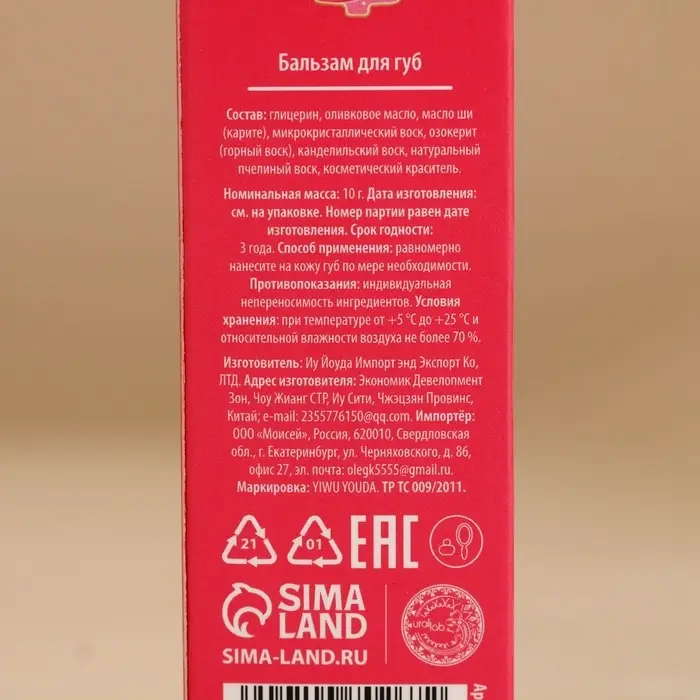 Бальзам для губ
Состав: глицерин, оливковое масло, масло ши
(карите), микрокристаллический воск, озокерит
(горный воск), канделильский воск, натуральный
пчелиный воск, косметический краситель.
Номинальная масса: 10 г. Дата изготовления:
см. на упаковке. Номер партии равен дате
изготовления. Срок годности:
3 года. Способ применения: равномерно
нанесите на кожу губ по мере необходимости.
Противопоказания: индивидуальная
непереносимость ингредиентов. Условия
хранения: при температуре от +5 °C до +25 °C и
относительной влажности воздуха не более 70 %.
Изготовитель: Иу Йоуда Импорт энд Экспорт Ко,
ЛТД. Адрес изготовителя: Экономик Девелопмент
Зон, Чоу Жианг СТР, Иу Сити, Чжэцзян Провинс,
Китай; e-mail: 2355776150@qq.com. Импортёр:
ООО «Моисей», Россия, 620010, Свердловская
обл., г. Екатеринбург, ул. Черняховского, д. 86,
офис 27, эл. почта: olegk5555@gmail.ru.
Маркировка: YIWU YOUDA. ТР ТС 009/2011.
21 01 EAC
SIMA
LAND
uralab
SIMA-LAND.RU
Ар